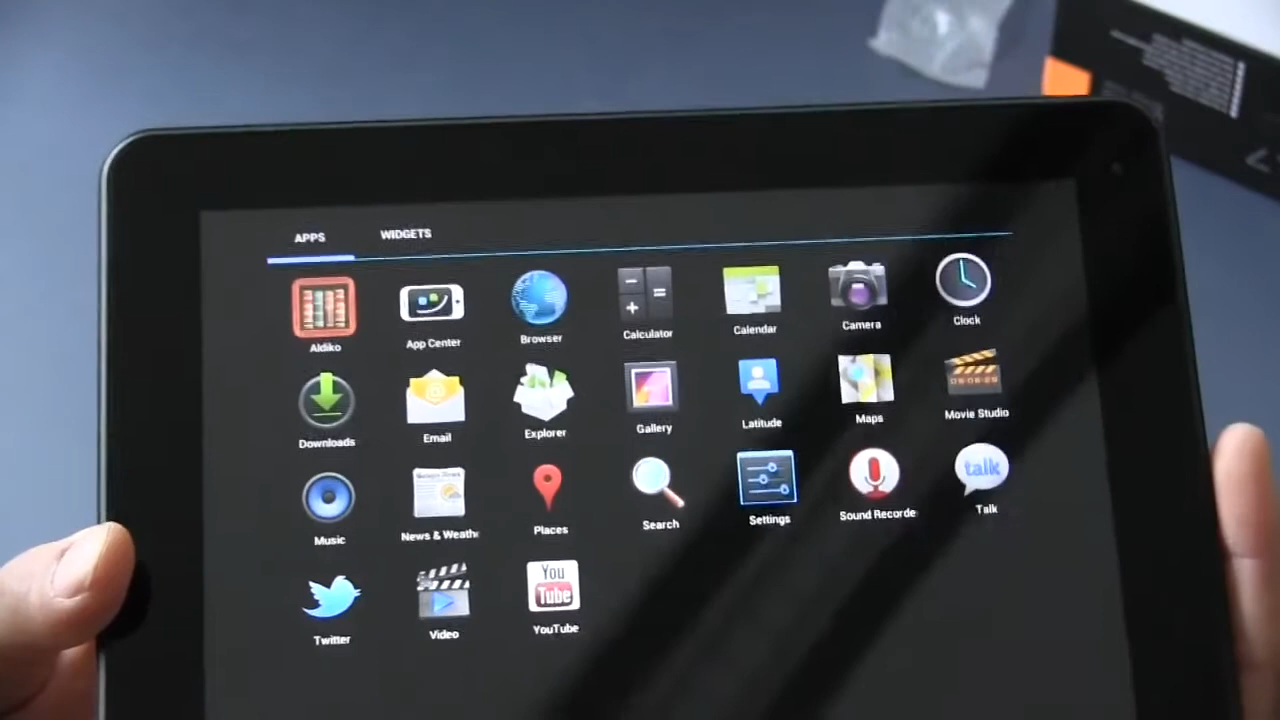 APPS WIDGETS
Aldiko App Center Browser Calculator Calendar Camera Clock
Downloads Email Explorer Gallery Latitude Maps Movie Studio
talk
Music News & Weath Places Search Settings Sound Recorde Talk
You
Tube
Twitter Video YouTube